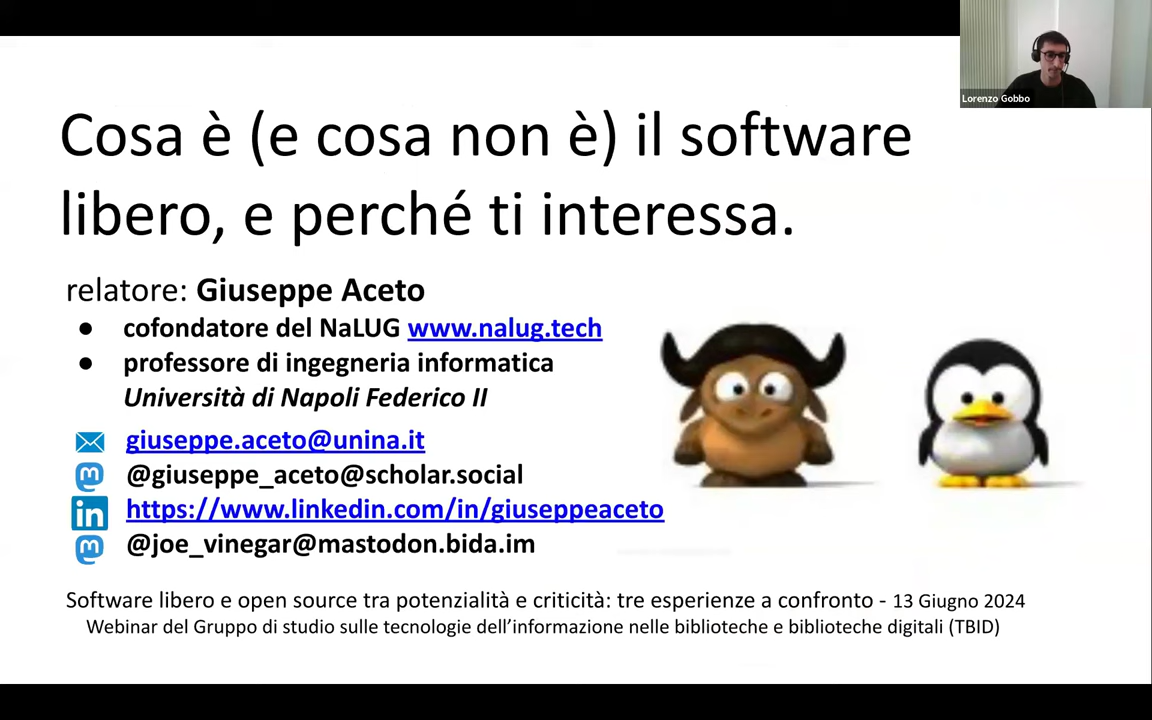 Lorenzo Gobbo
Cosa è (e cosa non è) il software
libero, e perché ti interessa.
relatore: Giuseppe Aceto
● cofondatore del NaLUG www.nalug.tech
● professore di ingegneria informatica
Università di Napoli Federico II
giuseppe.aceto@unina.it
@giuseppe_aceto@scholar.social
in https://www.linkedin.com/in/giuseppeaceto
@joe_vinegar@mastodon.bida.im
Software libero e open source tra potenzialità e criticità: tre esperienze a confronto - 13 Giugno 2024
Webinar del Gruppo di studio sulle tecnologie dell’informazione nelle biblioteche e biblioteche digitali (TBID)